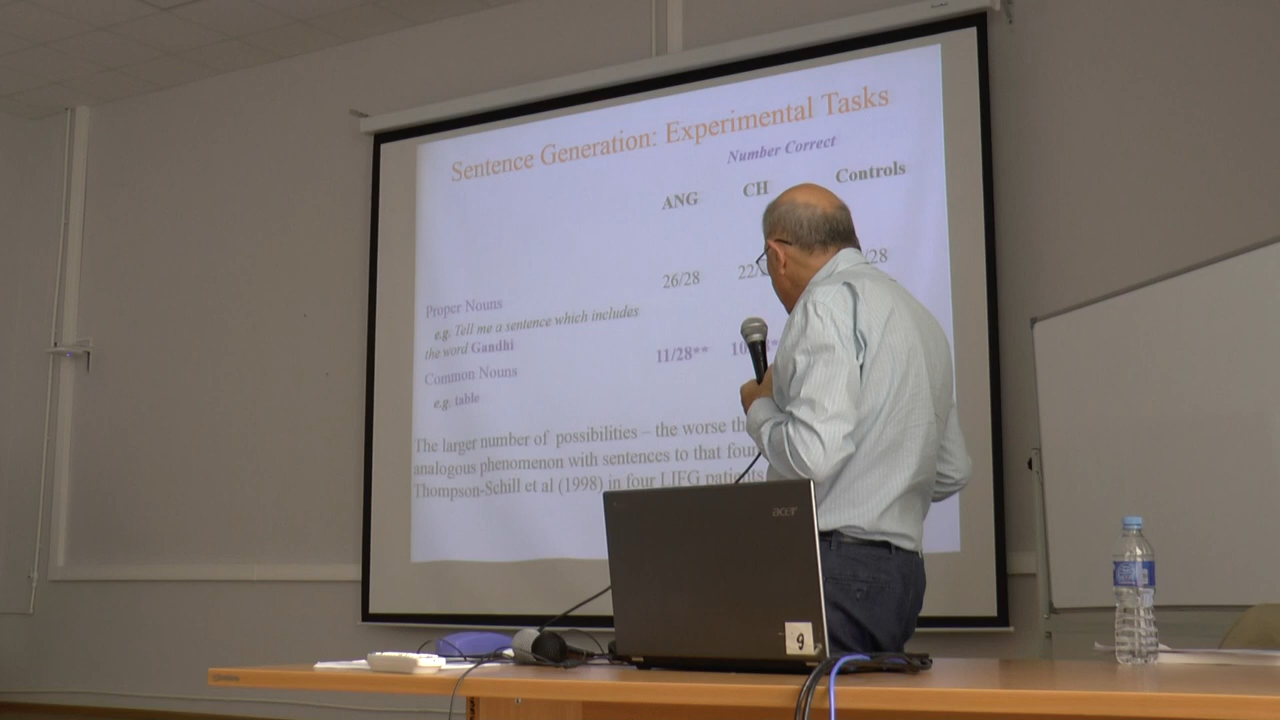 Sentence Generation: Experimental Tasks
Number Correct
ANG CH Controls
26/28 22/ /28
Proper Nouns
e.g. Tell me a sentence which includes
the word Gandhi
11/28** 10
Common Nouns
e.g. table
The larger number of possibilities – the worse
analogous phenomenon with sentences to that
Thompson-Schill et al (1998) in four LIFG patients
acer
9